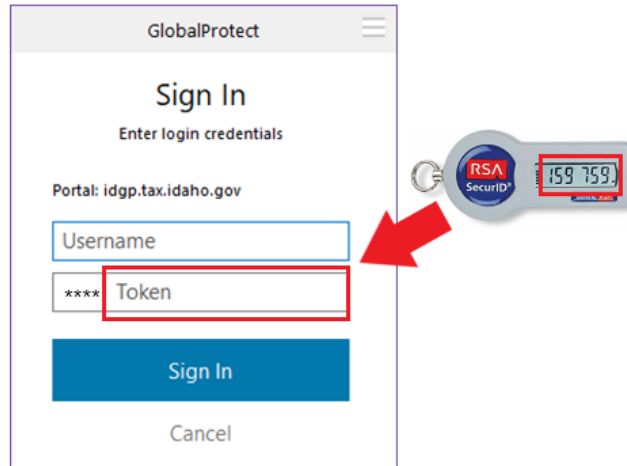 GlobalProtect
Sign In
Enter login credentials
Portal: idgp.tax.idaho.gov
Username
**** Token
Sign In
Cancel
RSA
SecurID®
159 759